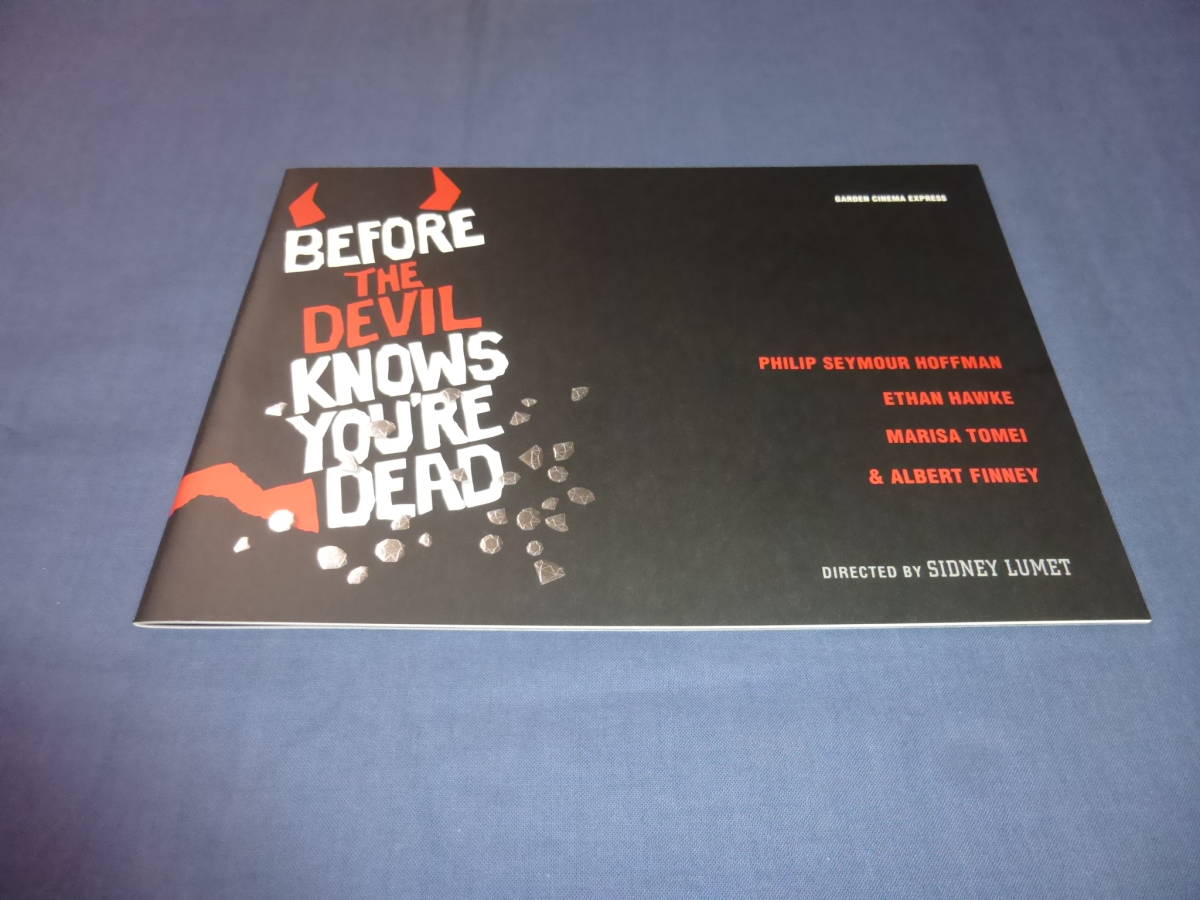 BEFORE
THE
DEVIL
KNOWS
YOU'RE
DEAD
GARDEN CINEMA EXPRESS
PHILIP SEYMOUR HOFFMAN
ETHAN HAWKE
MARISA TOMEI
& ALBERT FINNEY
DIRECTED BY SIDNEY LUMET